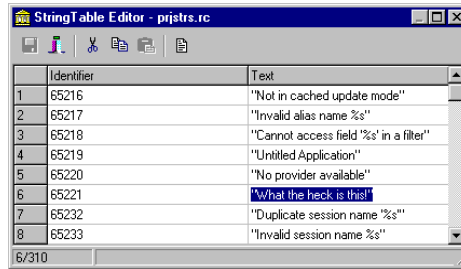 StringTable Editor - prjstrs.rc
Identifier Text
1 65216 "Not in cached update mode"
2 65217 "Invalid alias name %s"
3 65218 "Cannot access field '%s' in a filter"
4 65219 "Untitled Application"
5 65220 "No provider available"
6 65221 "What the heck is this!"
7 65232 "Duplicate session name '%s'"
8 65233 "Invalid session name %s"
6/310